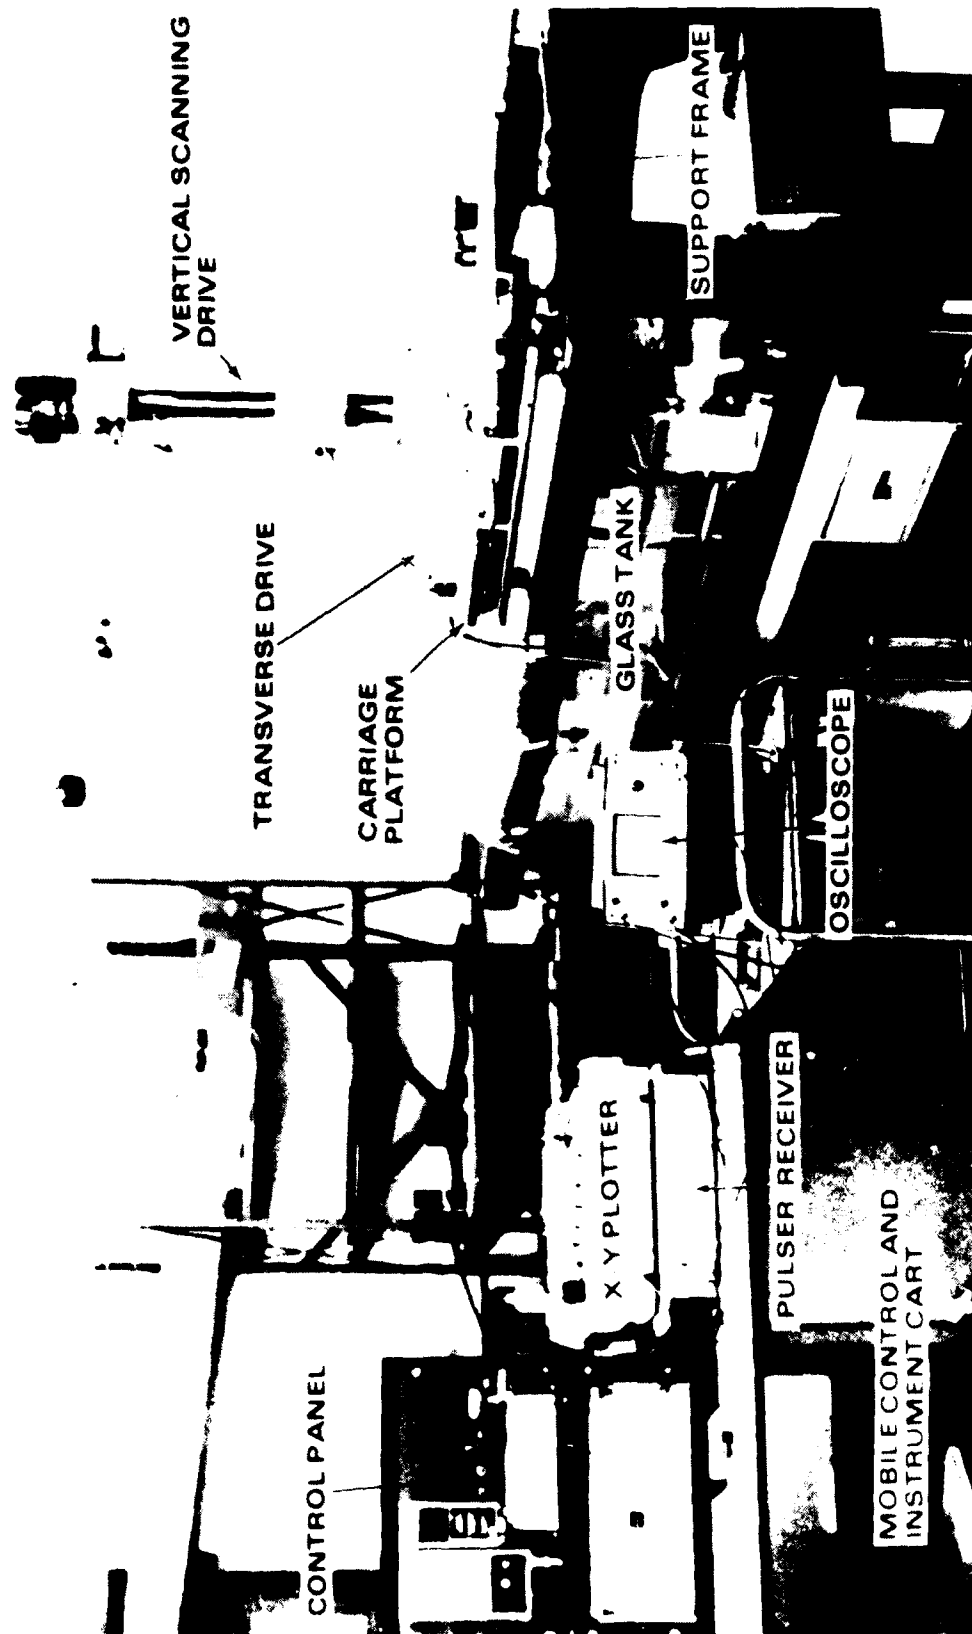 VERTICAL SCANNING
DRIVE
TRANSVERSE DRIVE
CARRIAGE
PLATFORM
CONTROL PANEL
SUPPORT FRAME
GLASS TANK
X Y PLOTTER
OSCILLOSCOPE
PULSER RECEIVER
MOBILE CONTROL AND
INSTRUMENT CART